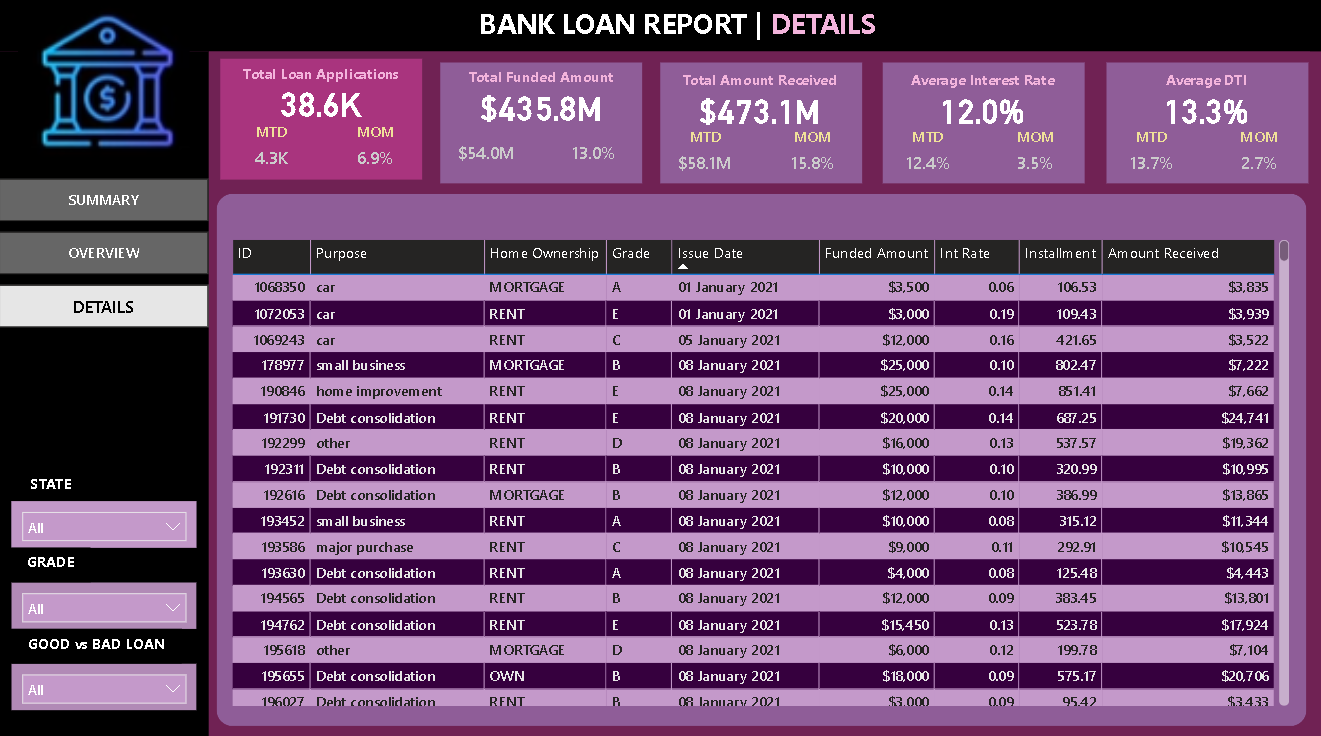 BANK LOAN REPORT | DETAILS
Total Loan Applications
38.6K
MTD MOM
4.3K 6.9%
Total Funded Amount
$435.8M
$54.0M 13.0%
Total Amount Received
$473.1M
MTD MOM
$58.1M 15.8%
Average Interest Rate
12.0%
MTD MOM
12.4% 3.5%
Average DTI
13.3%
MTD MOM
13.7% 2.7%
SUMMARY
OVERVIEW
DETAILS
STATE
All
GRADE
All
GOOD vs BAD LOAN
All
ID Purpose Home Ownership Grade Issue Date Funded Amount Int Rate Installment Amount Received
1068350 car MORTGAGE A 01 January 2021 $3,500 0.06 106.53 $3,835
1072053 car RENT E 01 January 2021 $3,000 0.19 109.43 $3,939
1069243 car RENT C 05 January 2021 $12,000 0.16 421.65 $3,522
178977 small business MORTGAGE B 08 January 2021 $25,000 0.10 802.47 $7,222
190846 home improvement RENT E 08 January 2021 $25,000 0.14 851.41 $7,662
191730 Debt consolidation RENT E 08 January 2021 $20,000 0.14 687.25 $24,741
192299 other RENT D 08 January 2021 $16,000 0.13 537.57 $19,362
192311 Debt consolidation RENT B 08 January 2021 $10,000 0.10 320.99 $10,995
192616 Debt consolidation MORTGAGE B 08 January 2021 $12,000 0.10 386.99 $13,865
193452 small business RENT A 08 January 2021 $10,000 0.08 315.12 $11,344
193586 major purchase RENT C 08 January 2021 $9,000 0.11 292.91 $10,545
193630 Debt consolidation RENT A 08 January 2021 $4,000 0.08 125.48 $4,443
194565 Debt consolidation RENT B 08 January 2021 $12,000 0.09 383.45 $13,801
194762 Debt consolidation RENT E 08 January 2021 $15,450 0.13 523.78 $17,924
195618 other MORTGAGE D 08 January 2021 $6,000 0.12 199.78 $7,104
195655 Debt consolidation OWN B 08 January 2021 $18,000 0.09 575.17 $20,706
196027 Debt consolidation RENT B 08 January 2021 $3,000 0.09 95.42 $3,433